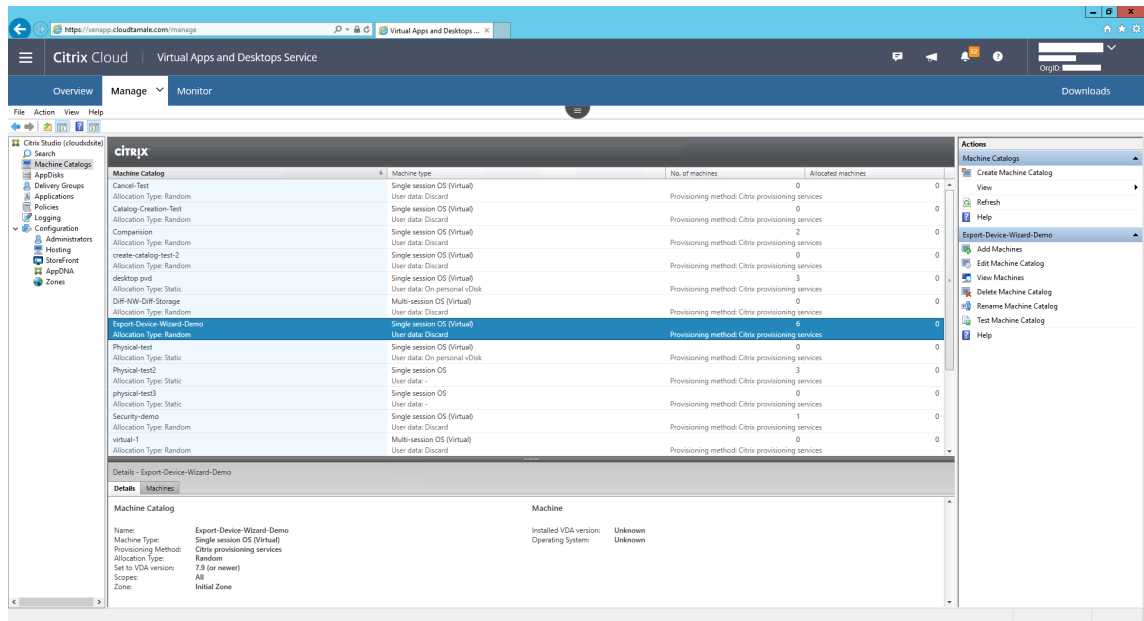 https://xenapp.cloudtamale.com/manage
Virtual Apps and Desktops ...
Citrix Cloud
Virtual Apps and Desktops Service
52
?
OrgID:
Overview
Manage
Monitor
Downloads
File Action View Help
Citrix Studio (cloudxdsite)
Search
Machine Catalogs
AppDisks
Delivery Groups
Applications
Policies
Logging
Configuration
Administrators
Hosting
StoreFront
AppDNA
Zones
CİTRIX
Machine Catalog Machine type No. of machines Allocated machines
Cancel-Test Single session OS (Virtual) 0 0
Allocation Type: Random User data: Discard Provisioning method: Citrix provisioning services
Catalog-Creation-Test Single session OS (Virtual) 0 0
Allocation Type: Random User data: Discard Provisioning method: Citrix provisioning services
Comparision Single session OS (Virtual) 2 0
Allocation Type: Random User data: Discard Provisioning method: Citrix provisioning services
create-catalog-test-2 Single session OS (Virtual) 0 0
Allocation Type: Random User data: Discard Provisioning method: Citrix provisioning services
desktop pvd Single session OS (Virtual) 3 0
Allocation Type: Static User data: On personal vDisk Provisioning method: Citrix provisioning services
Diff-NW-Diff-Storage Multi-session OS (Virtual) 0 0
Allocation Type: Random User data: Discard Provisioning method: Citrix provisioning services
Export-Device-Wizard-Demo Single session OS (Virtual) 6 0
Allocation Type: Random User data: Discard Provisioning method: Citrix provisioning services
Physical-test Single session OS (Virtual) 0 0
Allocation Type: Static User data: On personal vDisk Provisioning method: Citrix provisioning services
Physical-test2 Single session OS 3 0
Allocation Type: Static User data: - Provisioning method: Citrix provisioning services
physical-test3 Single session OS 0 0
Allocation Type: Static User data: - Provisioning method: Citrix provisioning services
Security-demo Single session OS (Virtual) 1 0
Allocation Type: Random User data: Discard Provisioning method: Citrix provisioning services
virtual-1 Multi-session OS (Virtual) 0 0
Allocation Type: Random User data: Discard Provisioning method: Citrix provisioning services
Details - Export-Device-Wizard-Demo
Details Machines
Machine Catalog
Name: Export-Device-Wizard-Demo
Machine Type: Single session OS (Virtual)
Provisioning Method: Citrix provisioning services
Allocation Type: Random
Set to VDA version: 7.9 (or newer)
Scopes: All
Zone: Initial Zone
Machine
Installed VDA version: Unknown
Operating System: Unknown
Actions
Machine Catalogs
Create Machine Catalog
View
Refresh
Help
Export-Device-Wizard-Demo
Add Machines
Edit Machine Catalog
View Machines
Delete Machine Catalog
Rename Machine Catalog
Test Machine Catalog
Help